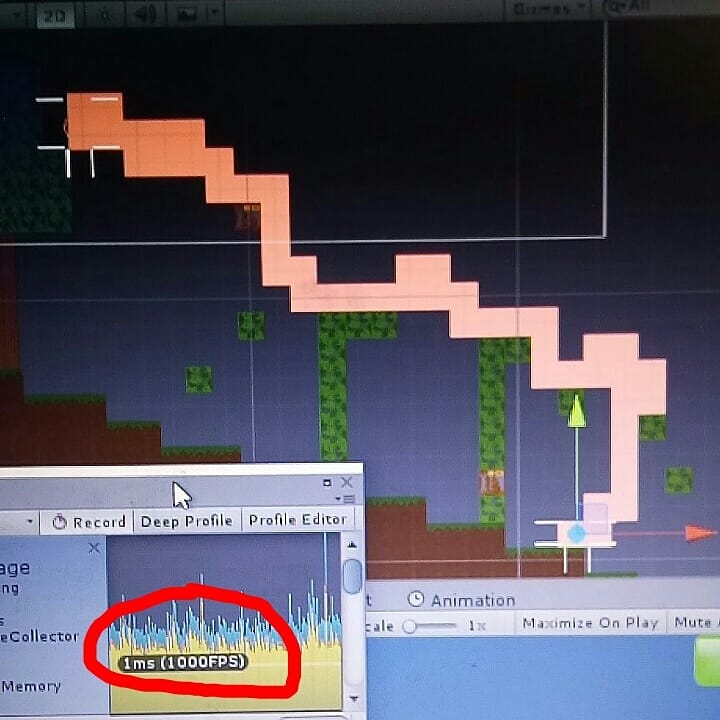 2D
Gizmos
All
Record
Deep Profile
Profile Editor
age
ng
s
eCollector
Memory
1ms (1000FPS)
t
Animation
cale
1x
Maximize On Play
Mute A